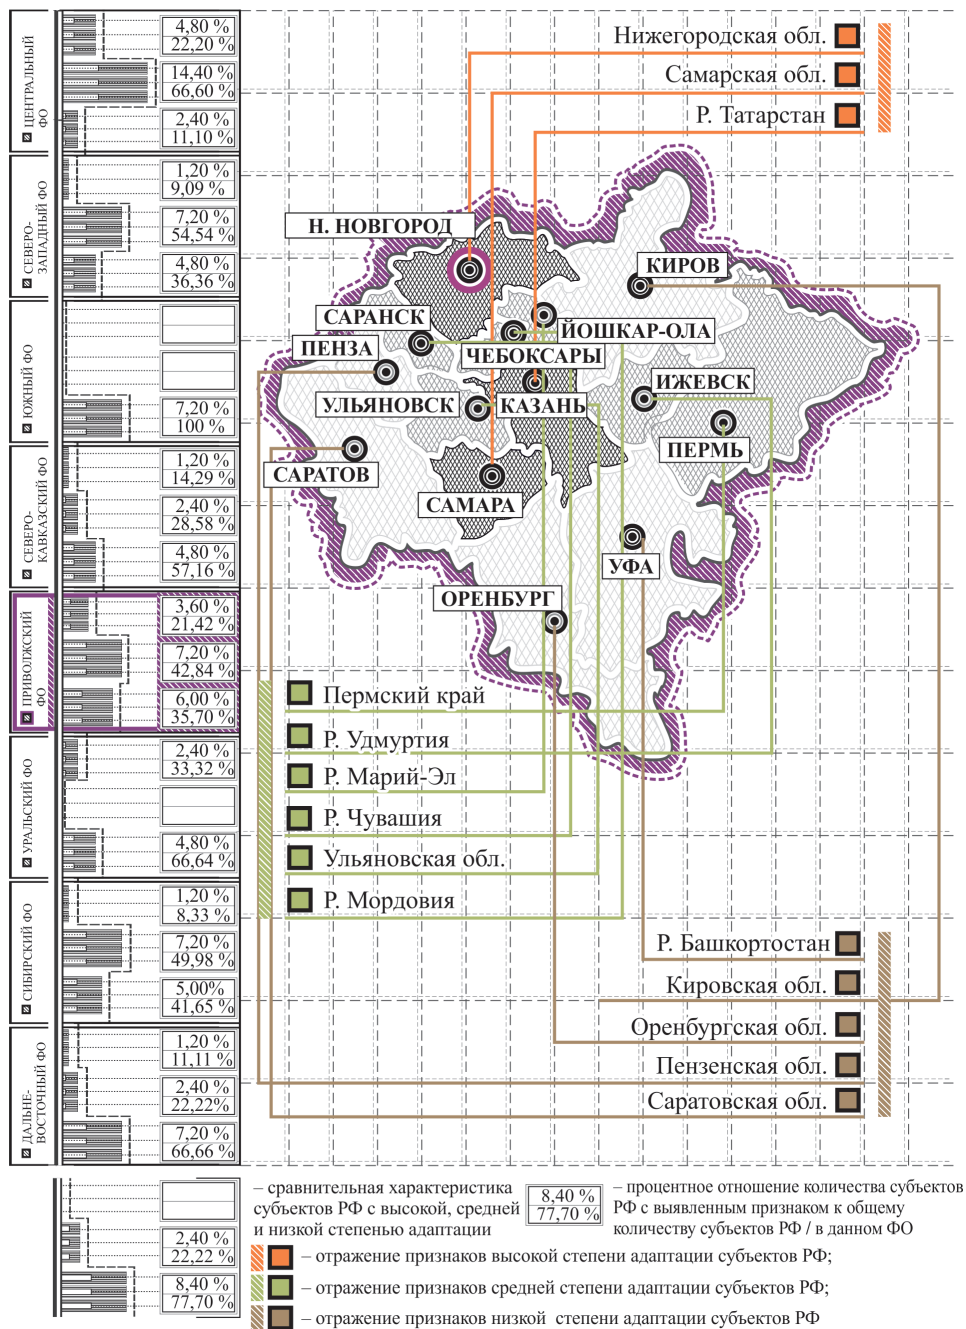 ЦЕНТРАЛЬНЫЙ
ФО
4,80 %
22,20 %
14,40 %
66,60 %
2,40 %
11,10 %
СЕВЕРО-
ЗАПАДНЫЙ ФО
1,20 %
9,09 %
7,20 %
54,54 %
4,80 %
36,36 %
ЮЖНЫЙ ФО
7,20 %
100 %
СЕВЕРО-
КАВКАЗСКИЙ ФО
1,20 %
14,29 %
2,40 %
28,58 %
4,80 %
57,16 %
ПРИВОЛЖСКИЙ
ФО
3,60 %
21,42 %
7,20 %
42,84 %
6,00 %
35,70 %
УРАЛЬСКИЙ ФО
2,40 %
33,32 %
4,80 %
66,64 %
СИБИРСКИЙ ФО
1,20 %
8,33 %
7,20 %
49,98 %
5,00%
41,65 %
ДАЛЬНЕ-
ВОСТОЧНЫЙ ФО
1,20 %
11,11 %
2,40 %
22,22%
7,20 %
66,66 %
2,40 %
22,22 %
8,40 %
77,70 %
Нижегородская обл.
Самарская обл.
Р. Татарстан
Н. НОВГОРОД
КИРОВ
САРАНСК
ЙОШКАР-ОЛА
ПЕНЗА
ЧЕБОКСАРЫ
ИЖЕВСК
УЛЬЯНОВСК
КАЗАНЬ
ПЕРМЬ
САРАТОВ
САМАРА
УФА
ОРЕНБУРГ
Пермский край
Р. Удмуртия
Р. Марий-Эл
Р. Чувашия
Ульяновская обл.
Р. Мордовия
Р. Башкортостан
Кировская обл.
Оренбургская обл.
Пензенская обл.
Саратовская обл.
– сравнительная характеристика
субъектов РФ с высокой, средней
и низкой степенью адаптации
8,40 %
77,70 %
– процентное отношение количества субъектов
РФ с выявленным признаком к общему
количеству субъектов РФ / в данном ФО
– отражение признаков высокой степени адаптации субъектов РФ;
– отражение признаков средней степени адаптации субъектов РФ;
– отражение признаков низкой степени адаптации субъектов РФ